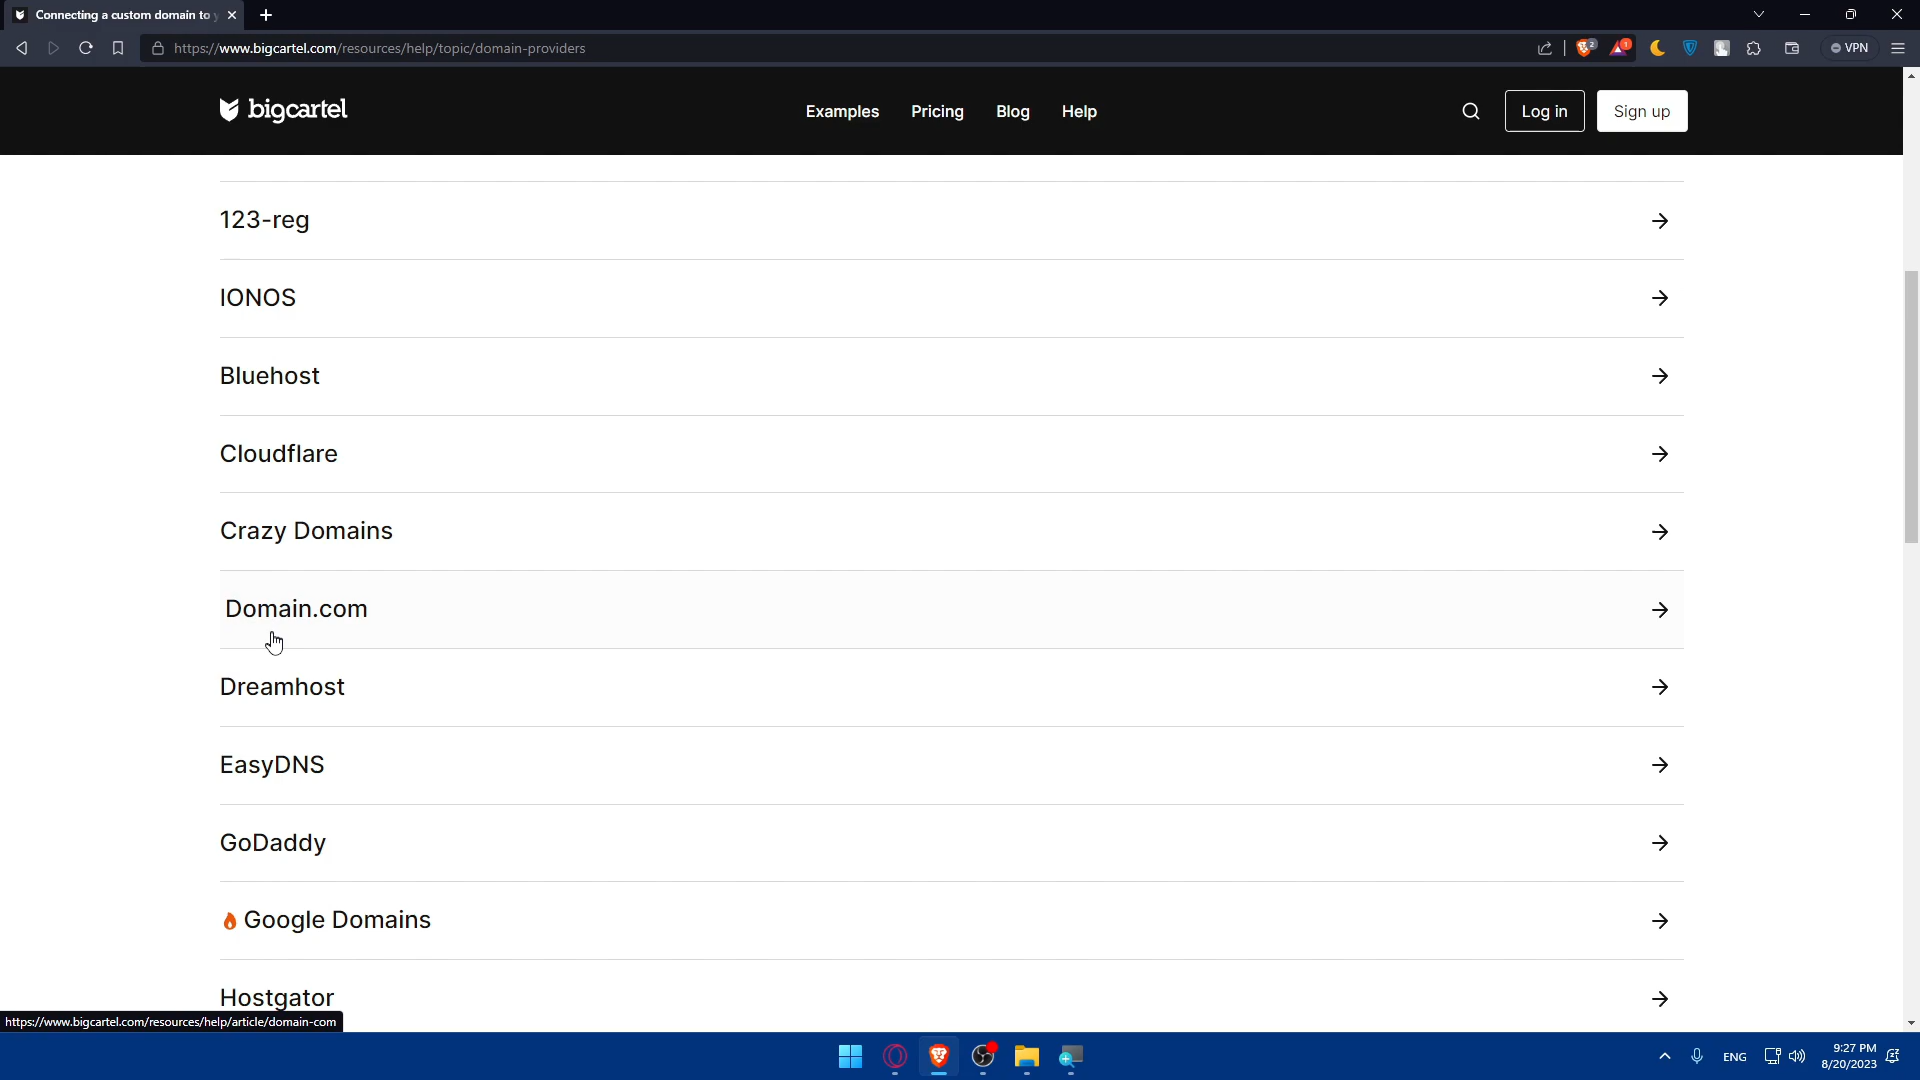 Connecting a custom domain to y
https://www.bigcartel.com/resources/help/topic/domain-providers
2
1
VPN
bigcartel
Examples
Pricing
Blog
Help
Log in
Sign up
123-reg
IONOS
Bluehost
Cloudflare
Crazy Domains
Domain.com
Dreamhost
EasyDNS
GoDaddy
Google Domains
Hostgator
https://www.bigcartel.com/resources/help/article/domain-com
ENG
9:27 PM
8/20/2023